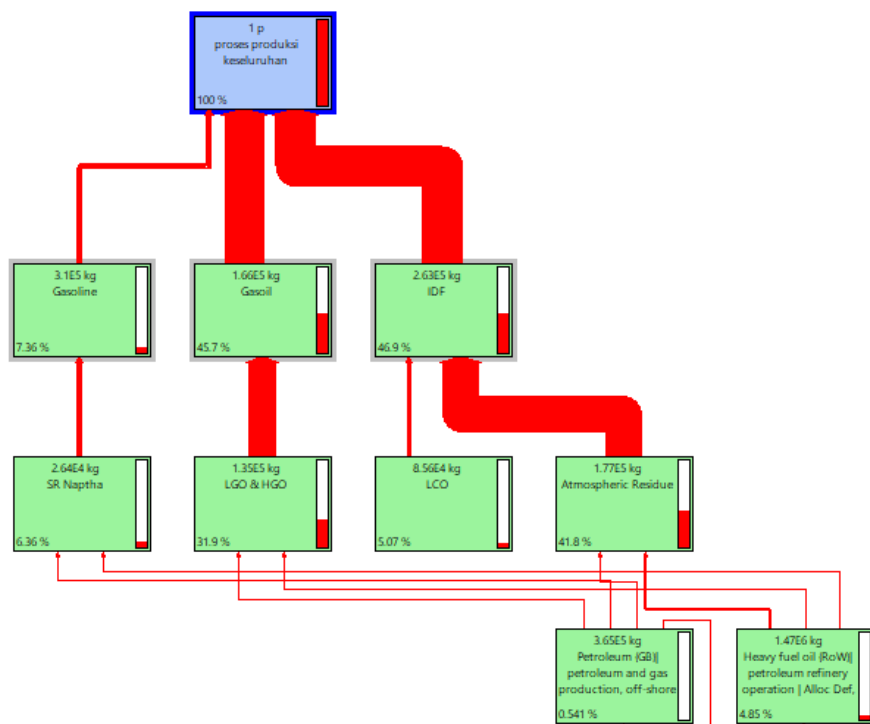 1 p
proses produksi
keseluruhan
100 %
3.1E5 kg
Gasoline
7.36 %
1.66E5 kg
Gasoil
45.7 %
2.63E5 kg
IDF
46.9 %
2.64E4 kg
SR Naptha
6.36 %
1.35E5 kg
LGO & HGO
31.9 %
8.56E4 kg
LCO
5.07 %
1.77E5 kg
Atmospheric Residue
41.8 %
3.65E5 kg
Petroleum {GB}|
petroleum and gas
production, off-shore
0.541 %
1.47E6 kg
Heavy fuel oil {RoW}|
petroleum refinery
operation | Alloc Def,
4.85 %